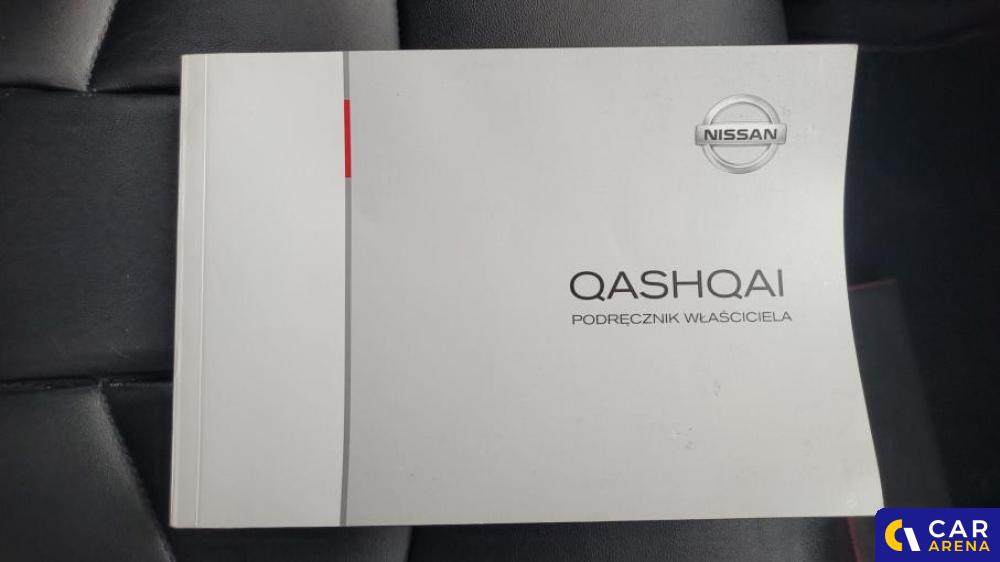 NISSAN
QASHQAI
PODRĘCZNIK WŁAŚCICIELA
CAR
ARENA